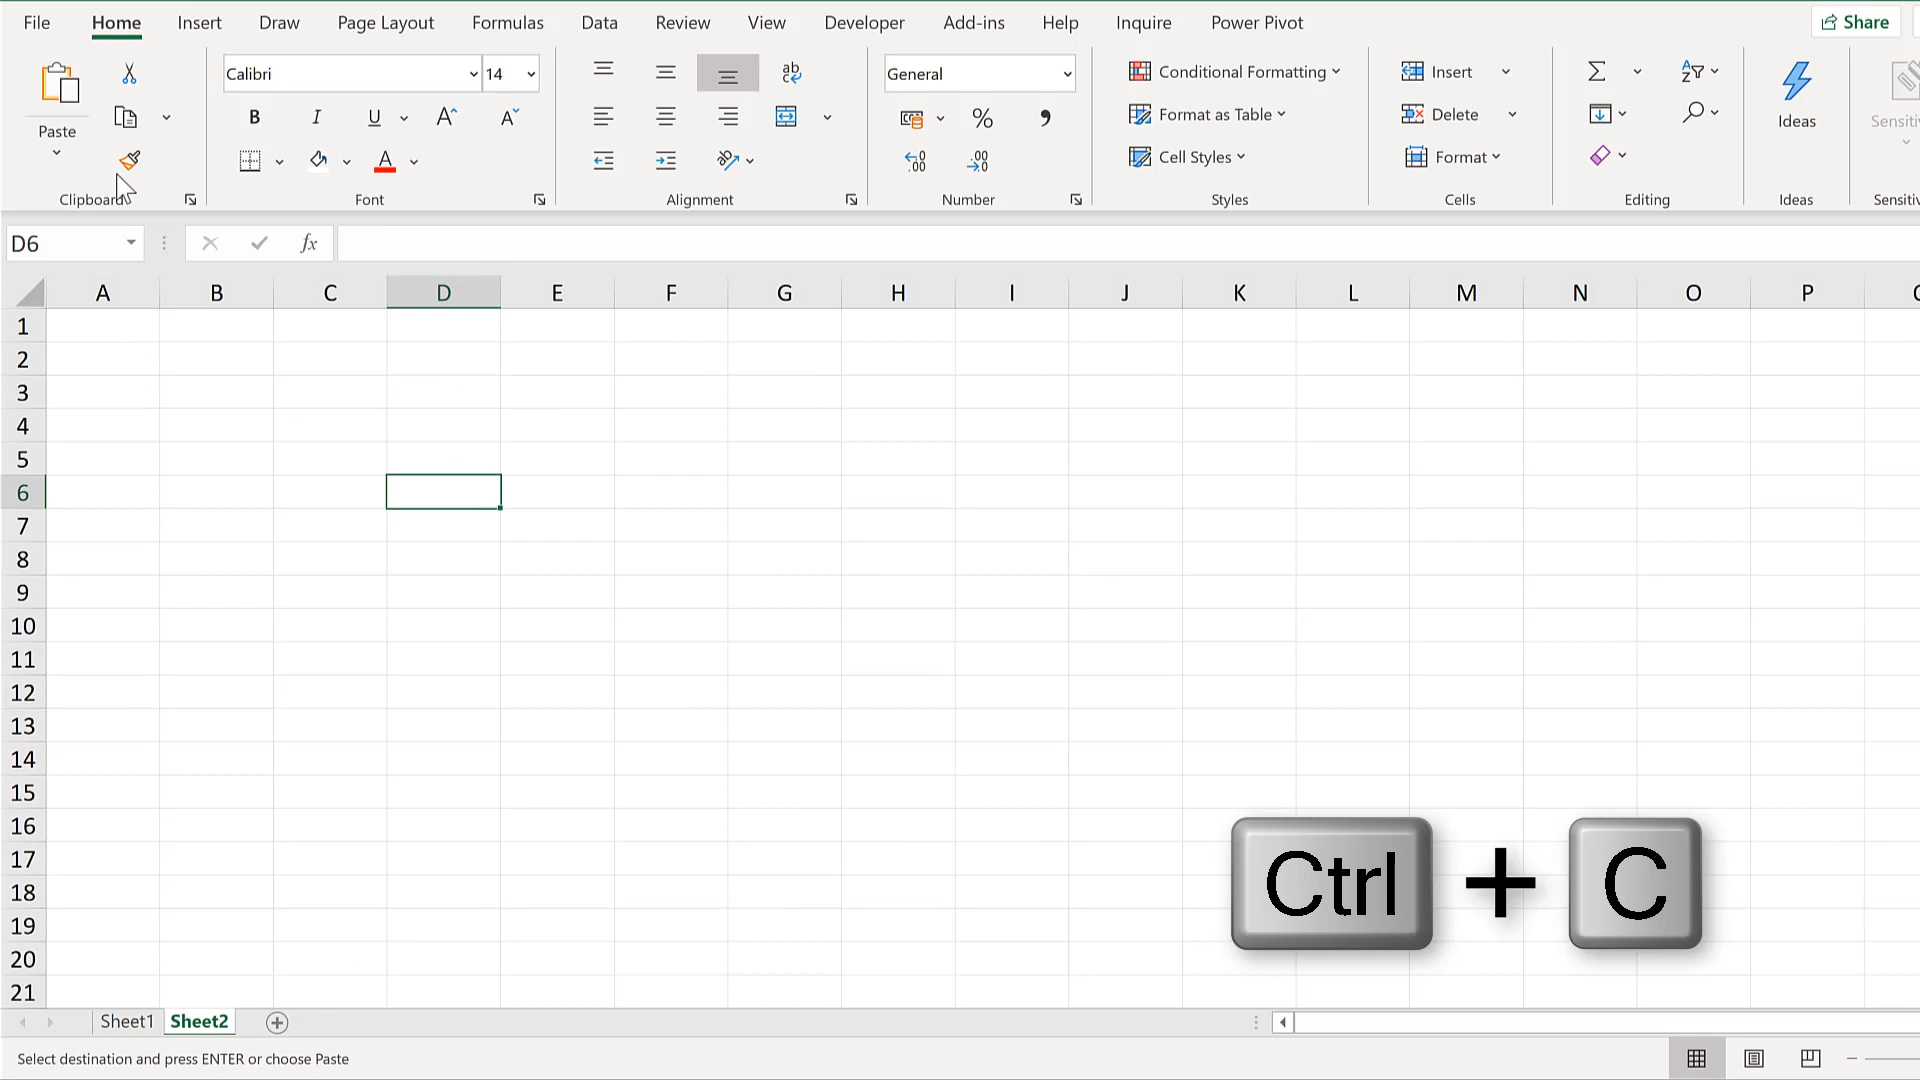 File Home Insert Draw Page Layout Formulas Data Review View Developer Add-ins Help Inquire Power Pivot Share
Calibri 14 ab General Conditional Formatting Insert
B I U A A % Format as Table Delete
Paste Ideas
A Cell Styles Format
Clipboard Font Alignment Number Styles Cells Editing Ideas
D6 fx
A B C D E F G H I J K L M N O P
1
2
3
4
5
6
7
8
9
10
11
12
13
14
15
16
17
18
19
20
21
Ctrl + C
Sheet1 Sheet2
Select destination and press ENTER or choose Paste